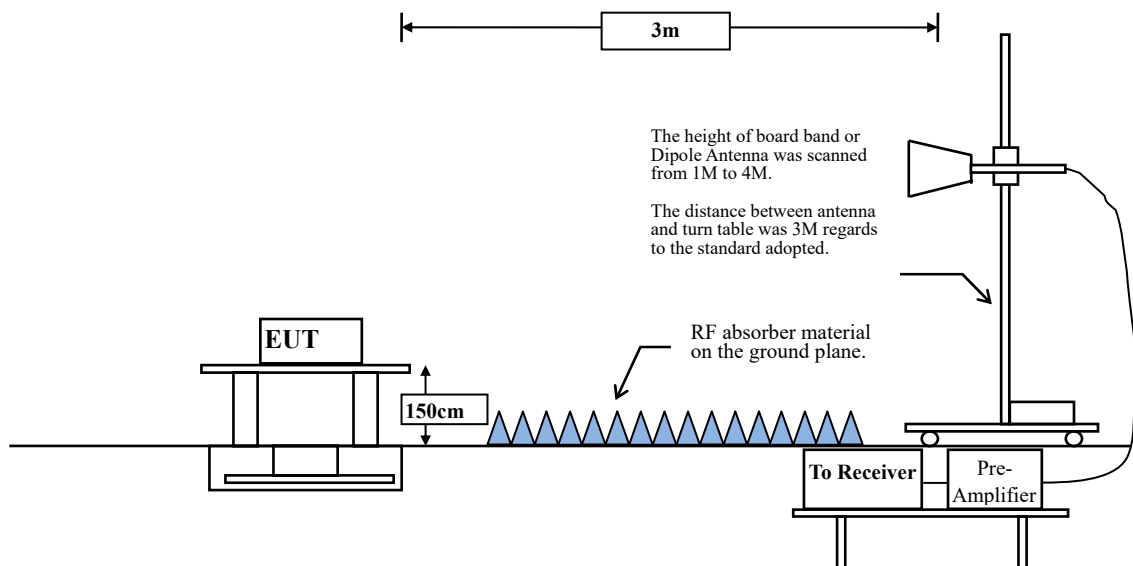 3m
The height of board band or
Dipole Antenna was scanned
from 1M to 4M.
The distance between antenna
and turn table was 3M regards
to the standard adopted.
EUT
RF absorber material
on the ground plane.
150cm
To Receiver
Pre-
Amplifier